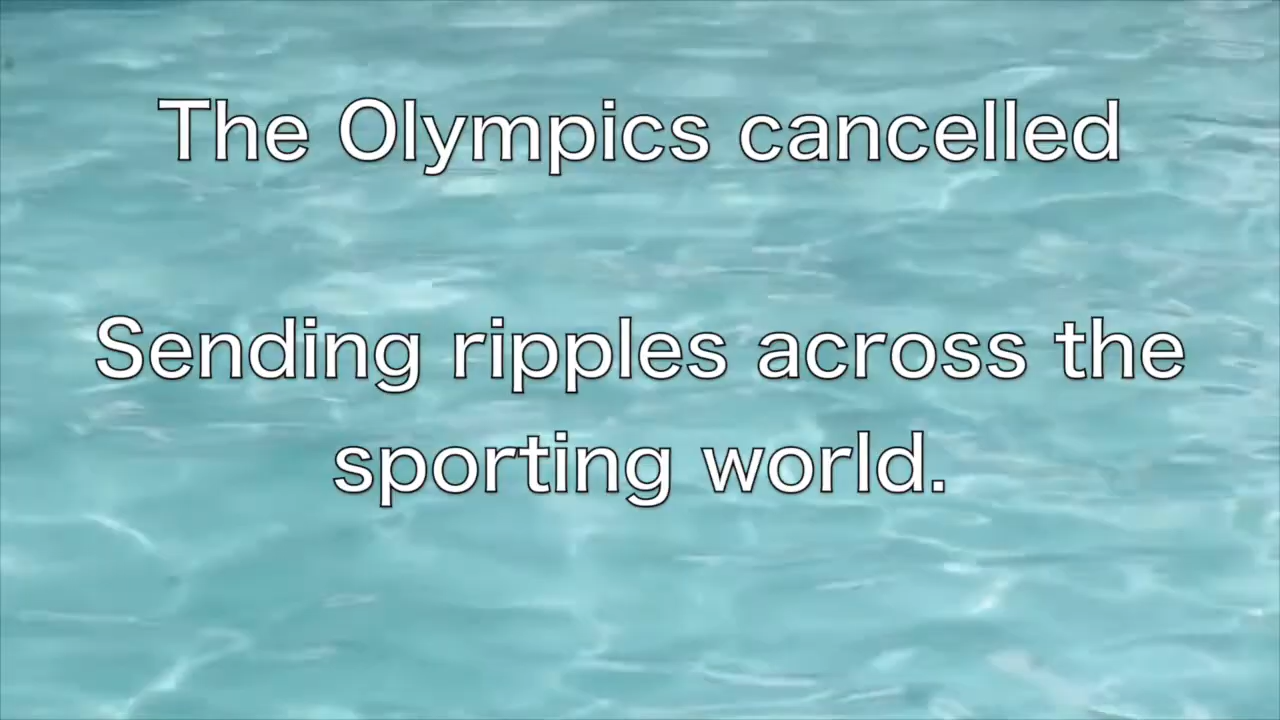 The Olympics cancelled
Sending ripples across the
sporting world.